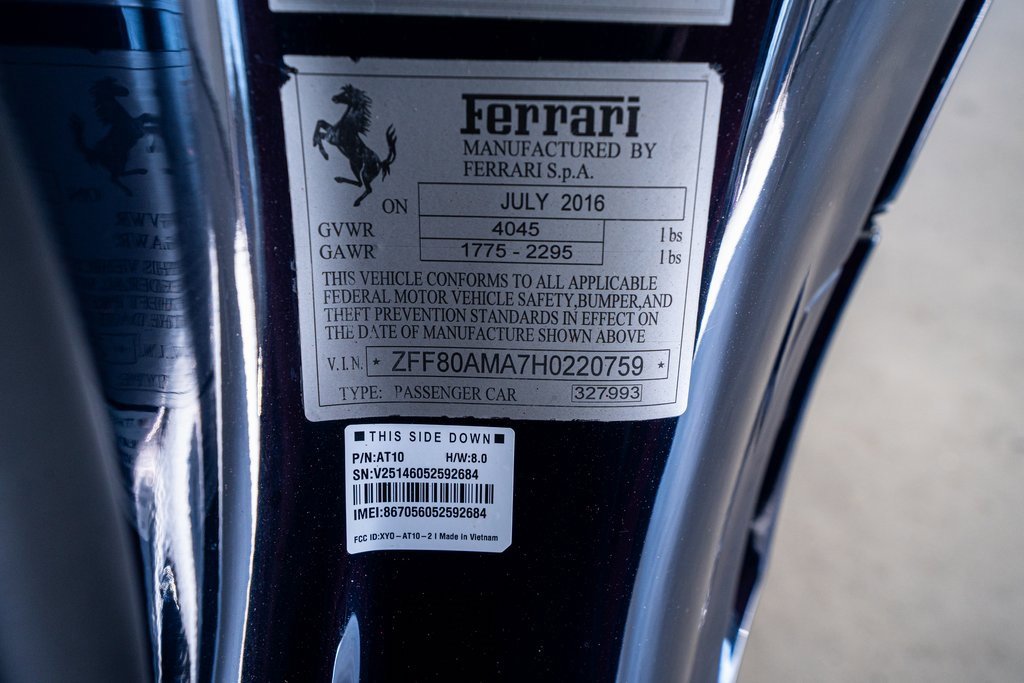 Ferrari
MANUFACTURED BY
FERRARI S.p.A.
ON JULY 2016
GVWR 4045 lbs
GAWR 1775 - 2295 lbs
THIS VEHICLE CONFORMS TO ALL APPLICABLE
FEDERAL MOTOR VEHICLE SAFETY,BUMPER,AND
THEFT PREVENTION STANDARDS IN EFFECT ON
THE DATE OF MANUFACTURE SHOWN ABOVE
V.I.N. * ZFF80AMA7H0220759 *
TYPE: PASSENGER CAR 327993
THIS SIDE DOWN
P/N:AT10 H/W:8.0
SN:V25146052592684
IMEI:867056052592684
FCC ID:XYO-AT10-2 | Made in Vietnam